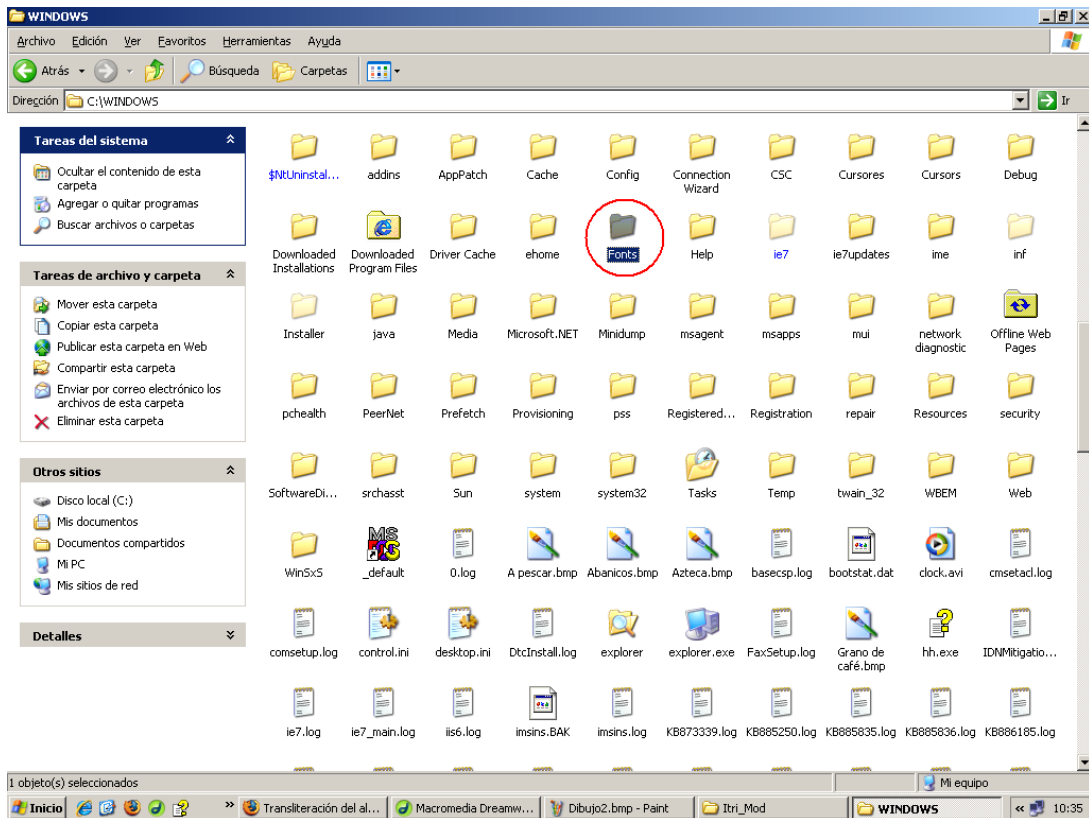 WINDOWS
Archivo Edición Ver Favoritos Herramientas Ayuda
Atrás Búsqueda Carpetas
Dirección C:\WINDOWS Ir
Tareas del sistema
Ocultar el contenido de esta
carpeta
Agregar o quitar programas
Buscar archivos o carpetas
Tareas de archivo y carpeta
Mover esta carpeta
Copiar esta carpeta
Publicar esta carpeta en Web
Compartir esta carpeta
Enviar por correo electrónico los
archivos de esta carpeta
Eliminar esta carpeta
Otros sitios
Disco local (C:)
Mis documentos
Documentos compartidos
Mi PC
Mis sitios de red
Detalles
$NtUninstal... addins AppPatch Cache Config Connection Wizard CSC Cursores Cursors Debug
Downloaded Installations Downloaded Program Files Driver Cache ehome Fonts Help ie7 ie7updates ime inf
Installer java Media Microsoft.NET Minidump msagent msapps mui network diagnostic Offline Web Pages
pchealth PeerNet Prefetch Provisioning pss Registered... Registration repair Resources security
SoftwareDi... srchasst Sun system system32 Tasks Temp twain_32 WBEM Web
WinSxS _default 0.log A pescar.bmp Abanicos.bmp Azteca.bmp basecsp.log bootstat.dat clock.avi cmsetacl.log
comsetup.log control.ini desktop.ini DtcInstall.log explorer explorer.exe FaxSetup.log Grano de café.bmp hh.exe IDNMitigatio...
ie7.log ie7_main.log iis6.log imsins.BAK imsins.log KB873339.log KB885250.log KB885835.log KB885836.log KB886185.log
1 objeto(s) seleccionados Mi equipo
Inicio » Transliteración del al... Macromedia Dreamw... Dibujo2.bmp - Paint Itri_Mod WINDOWS « 10:35